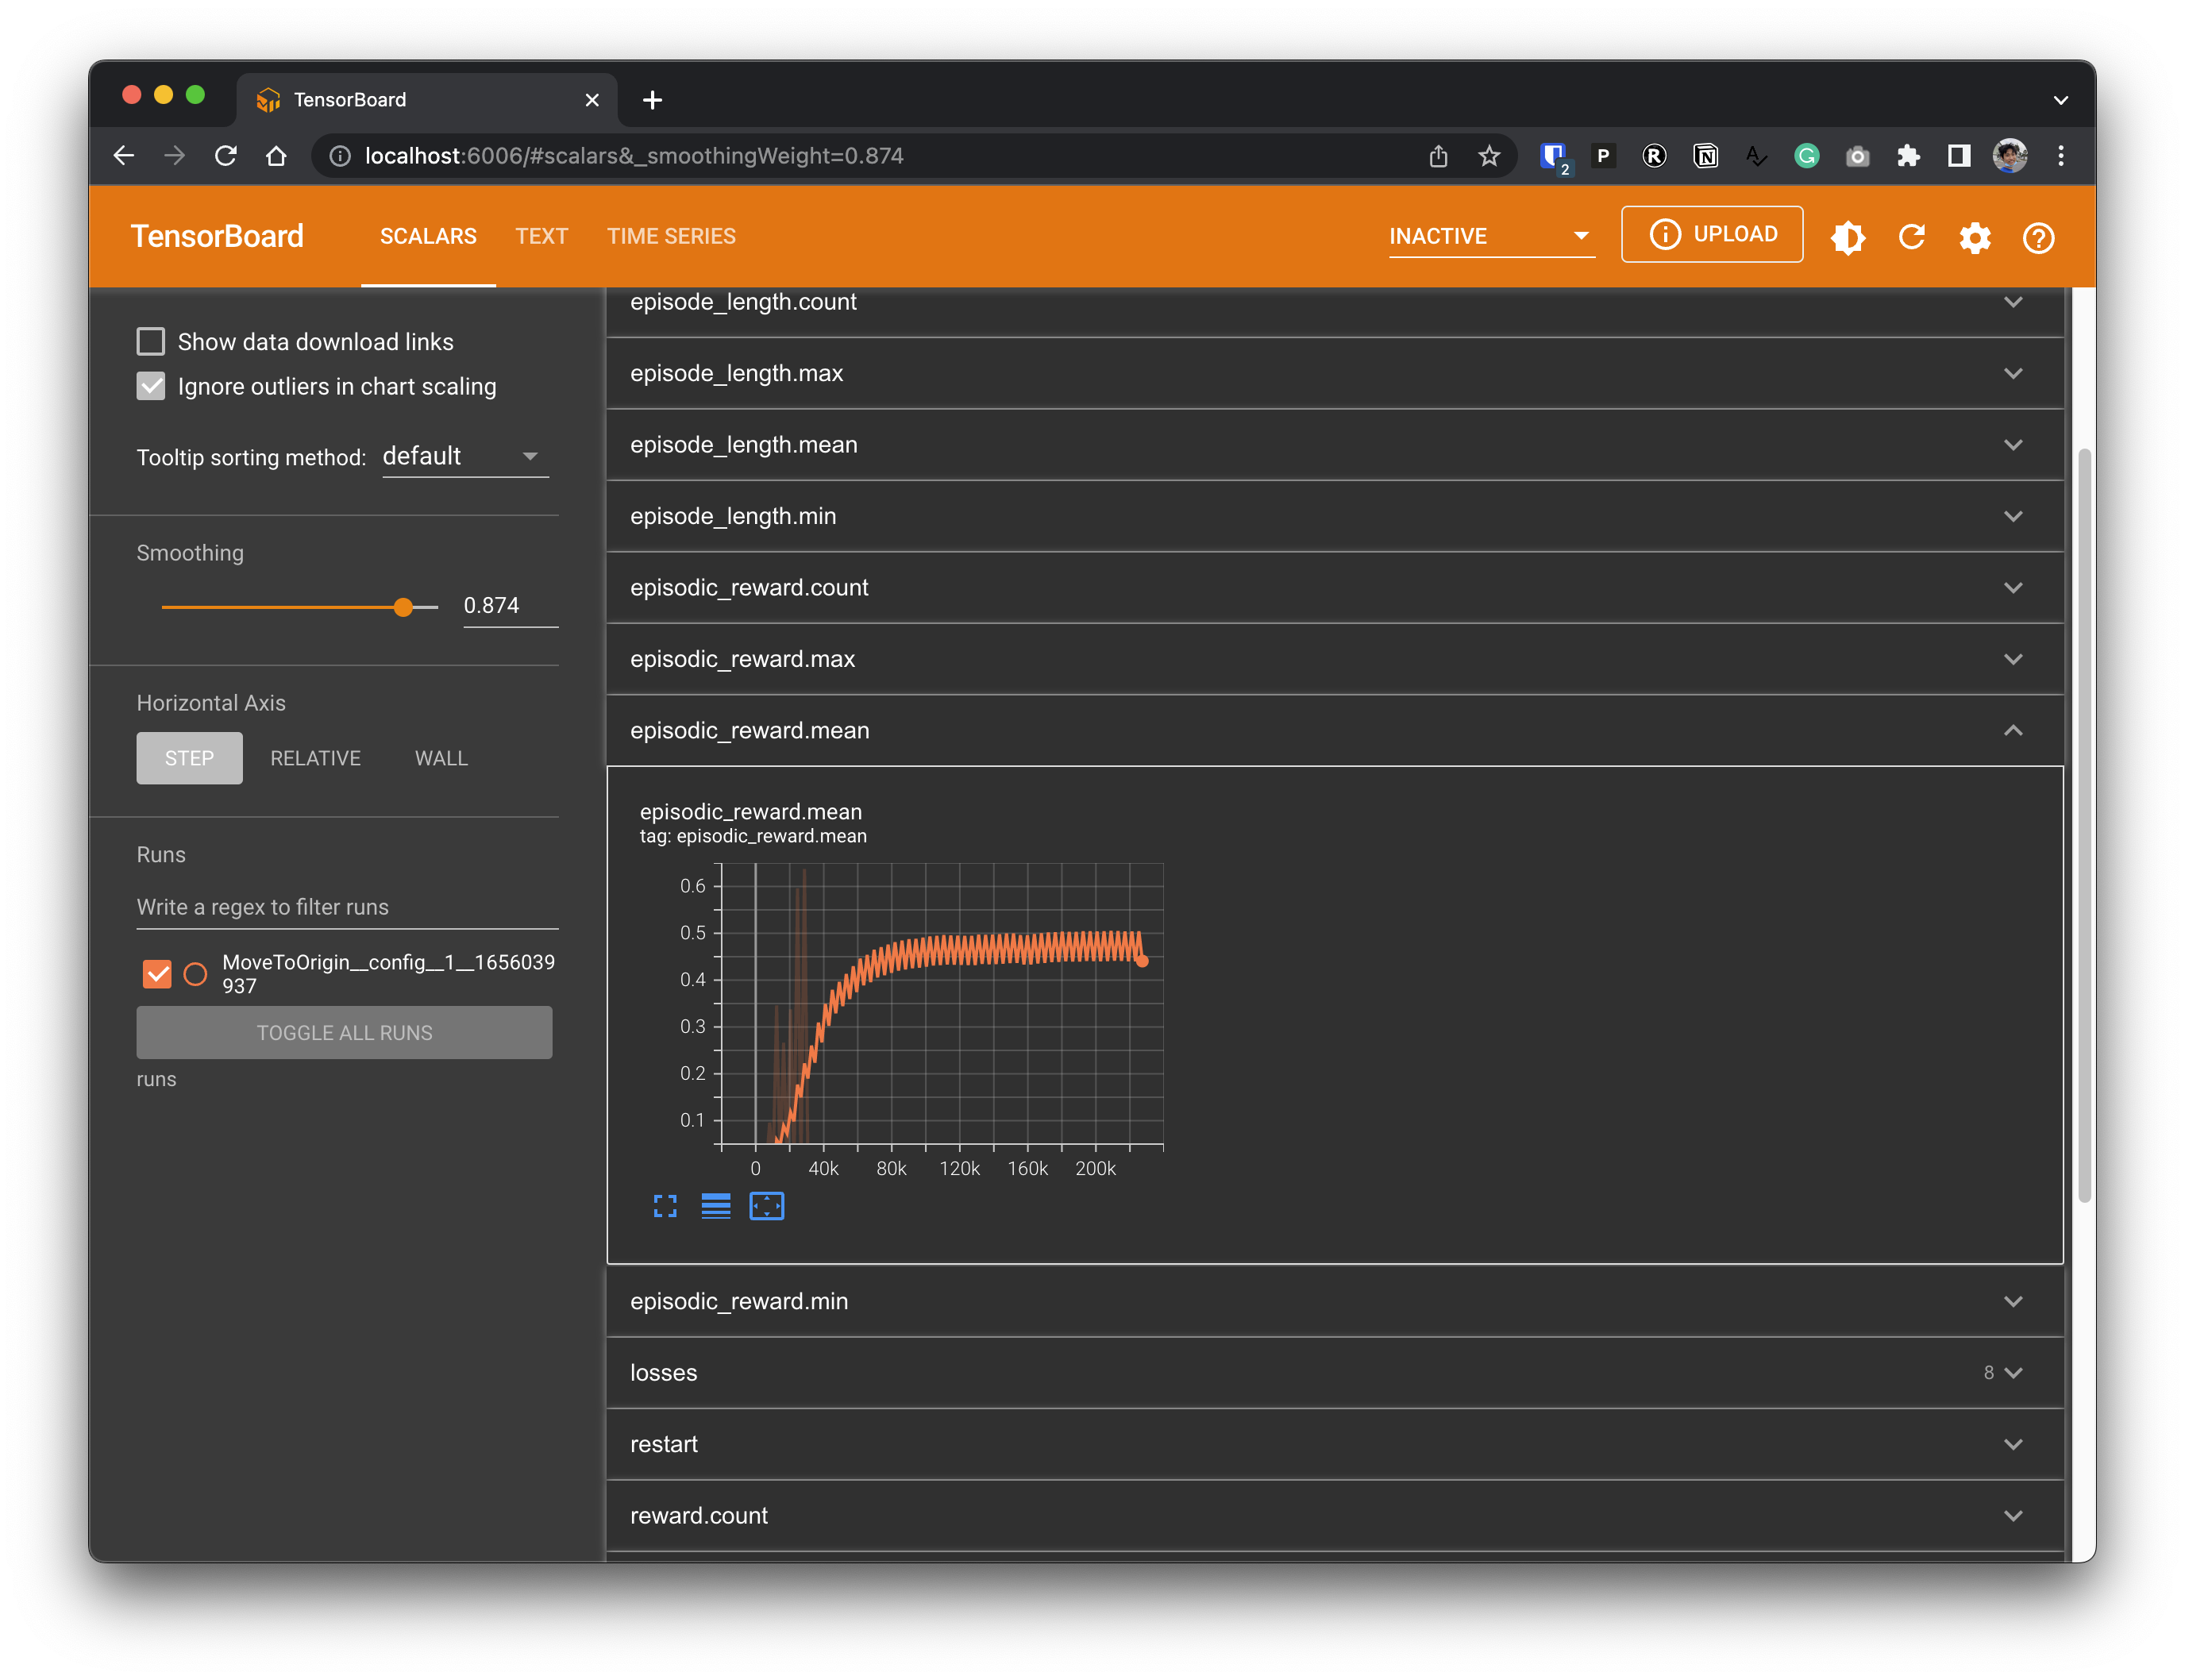 TensorBoard
localhost:6006/#scalars&_smoothingWeight=0.874
2
P
R
N
G
TensorBoard
SCALARS
TEXT
TIME SERIES
INACTIVE
UPLOAD
Show data download links
Ignore outliers in chart scaling
Tooltip sorting method: default
Smoothing
0.874
Horizontal Axis
STEP
RELATIVE
WALL
Runs
Write a regex to filter runs
MoveToOrigin__config__1__1656039
937
TOGGLE ALL RUNS
runs
episode_length.count
episode_length.max
episode_length.mean
episode_length.min
episodic_reward.count
episodic_reward.max
episodic_reward.mean
episodic_reward.mean
tag: episodic_reward.mean
0.6
0.5
0.4
0.3
0.2
0.1
0 40k 80k 120k 160k 200k
episodic_reward.min
losses 8
restart
reward.count